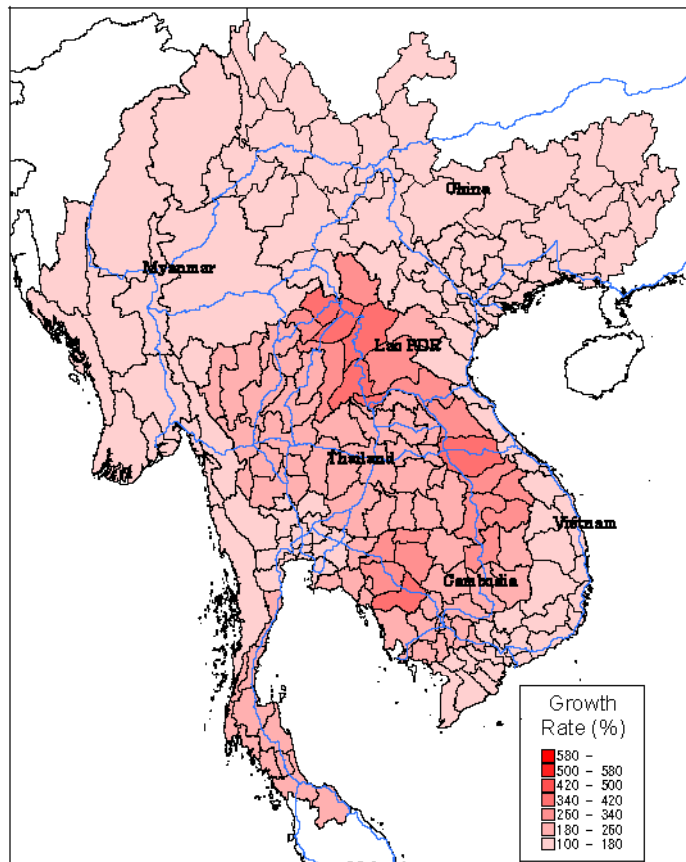 China
Myanmar
Lao PDR
Thailand
Vietnam
Cambodia
Growth
Rate (%)
580 -
500 - 580
420 - 500
340 - 420
260 - 340
180 - 260
100 - 180